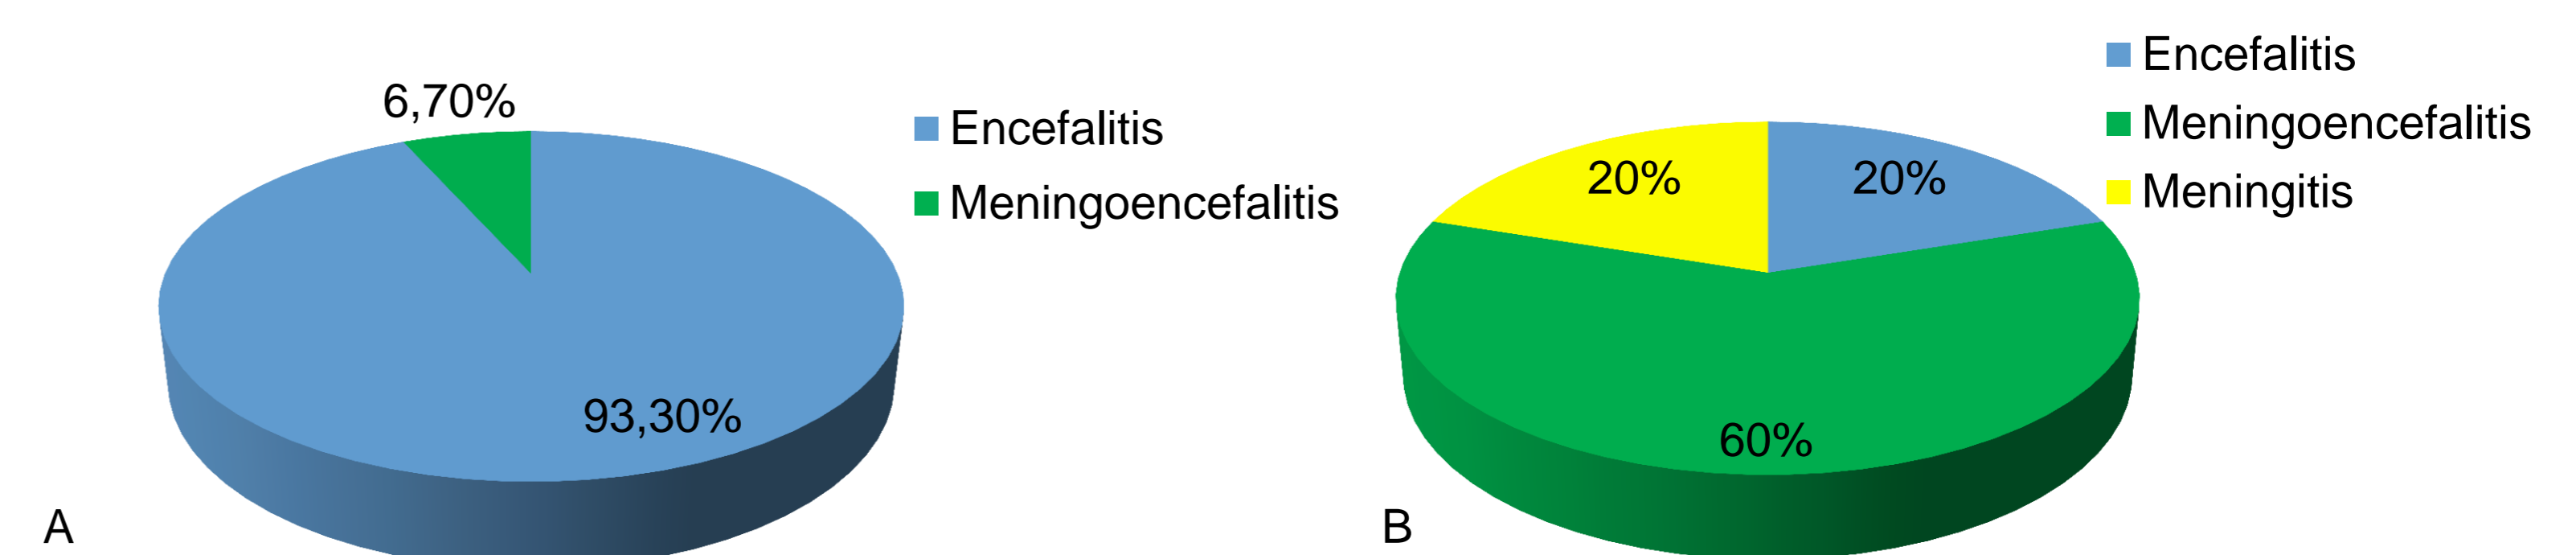 6,70%
93,30%
Encefalitis
Meningoencefalitis
A
20%
20%
60%
Encefalitis
Meningoencefalitis
Meningitis
B